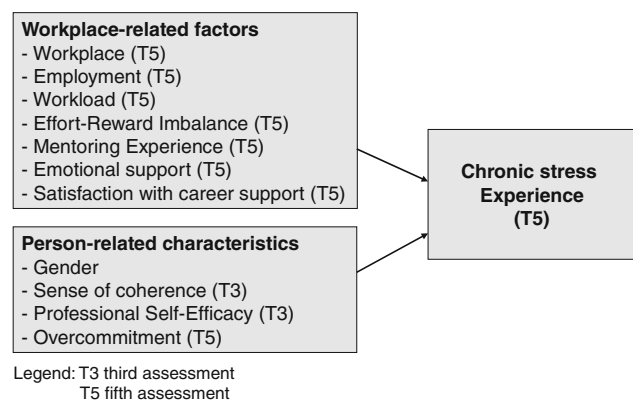 Workplace-related factors
- Workplace (T5)
- Employment (T5)
- Workload (T5)
- Effort-Reward Imbalance (T5)
- Mentoring Experience (T5)
- Emotional support (T5)
- Satisfaction with career support (T5)
Person-related characteristics
- Gender
- Sense of coherence (T3)
- Professional Self-Efficacy (T3)
- Overcommitment (T5)
Chronic stress
Experience
(T5)
Legend: T3 third assessment
T5 fifth assessment